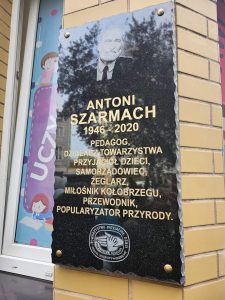 ANTONI
SZARMACH
1946 - 2020
PEDAGOG,
DZIAŁACZ TOWARZYSTWA
PRZYJACIÓŁ DZIECI,
SAMORZĄDOWIEC,
ŻEGLARZ,
MIŁOŚNIK KOŁOBRZEGU,
PRZEWODNIK,
POPULARYZATOR PRZYRODY.